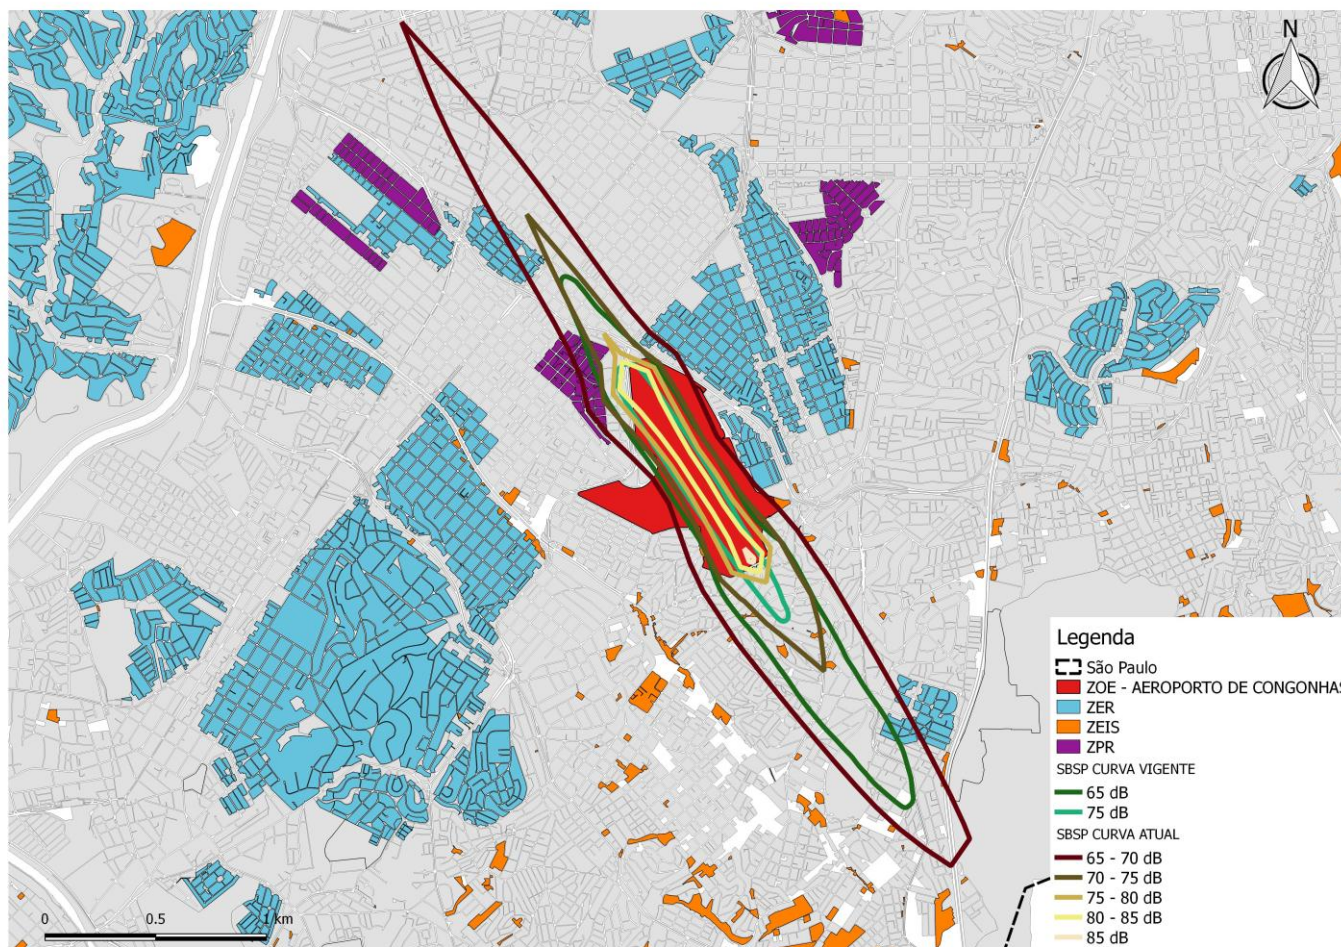 N
Legenda
São Paulo
ZOE - AEROPORTO DE CONGONHAS
ZER
ZEIS
ZPR
SBSP CURVA VIGENTE
65 dB
75 dB
SBSP CURVA ATUAL
65 - 70 dB
70 - 75 dB
75 - 80 dB
80 - 85 dB
85 dB
0 0.5 1 km